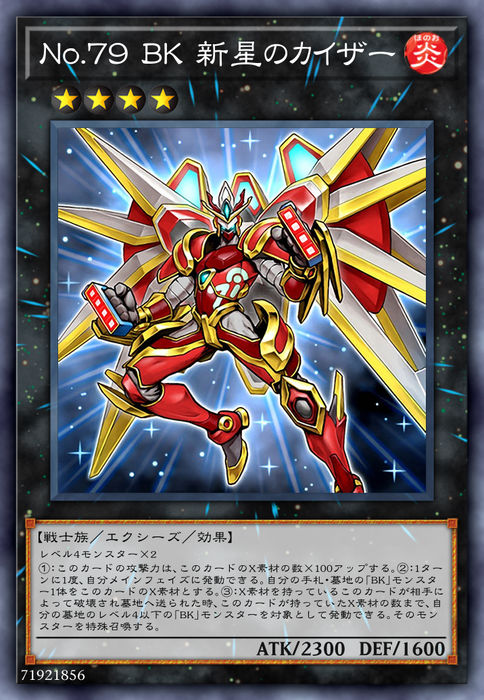 No.79 BK 新星のカイザー
ほのお
炎
79
【戦士族／エクシーズ／効果】
レベル4モンスター×2
①:このカードの攻撃力は、このカードのX素材の数×100アップする。②:1ター
ンに1度、自分メインフェイズに発動できる。自分の手札・墓地の「BK」モンスタ
ー1体をこのカードのX素材とする。③:X素材を持っているこのカードが相手に
よって破壊され墓地へ送られた時、このカードが持っていたX素材の数まで、自
分の墓地のレベル4以下の「BK」モンスターを対象として発動できる。そのモン
スターを特殊召喚する。
ATK/2300 DEF/1600
71921856